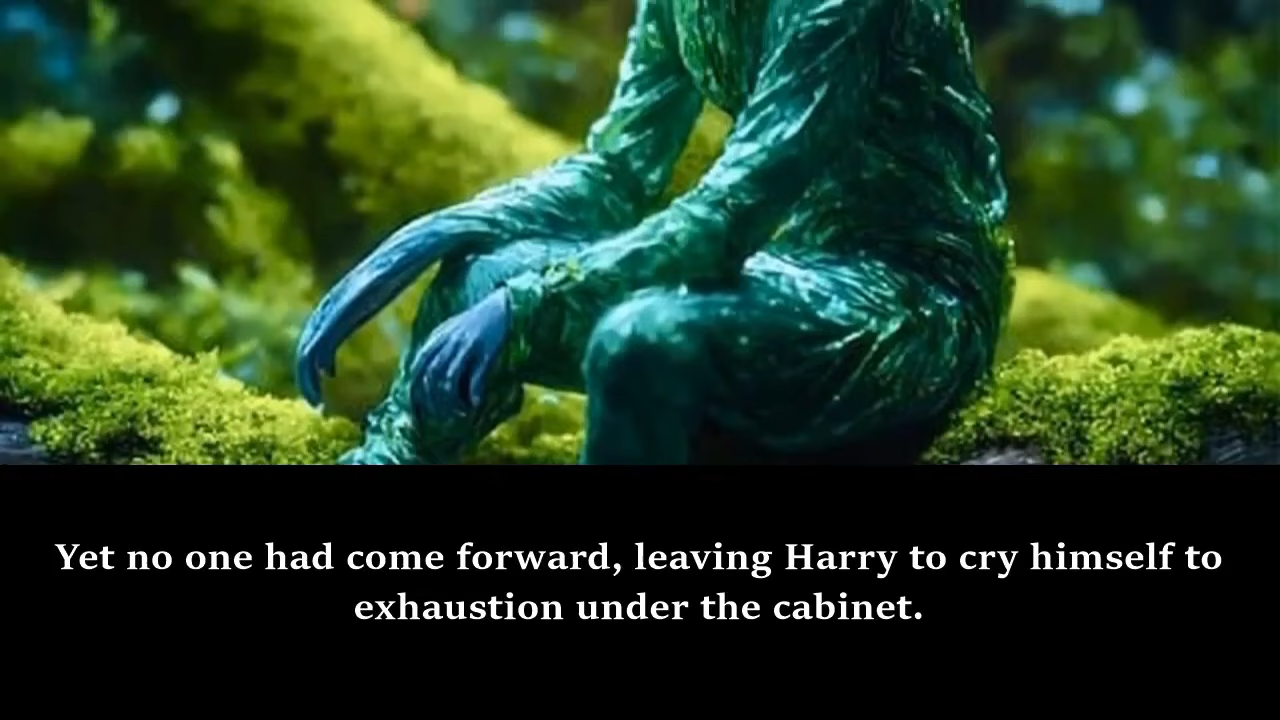 Yet no one had come forward, leaving Harry to cry himself to
exhaustion under the cabinet.